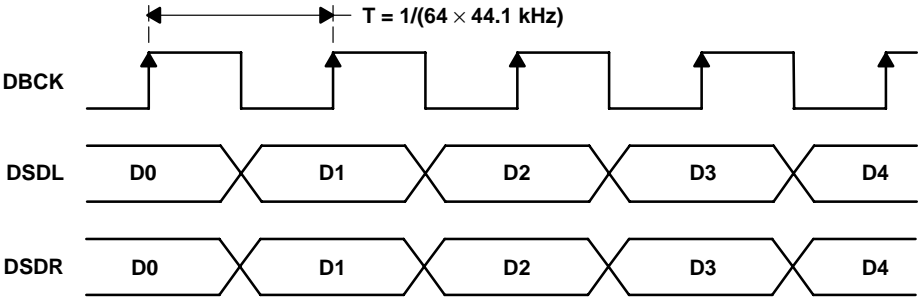 T = 1/(64 × 44.1 kHz)
DBCK
DSDL D0 D1 D2 D3 D4
DSDR D0 D1 D2 D3 D4